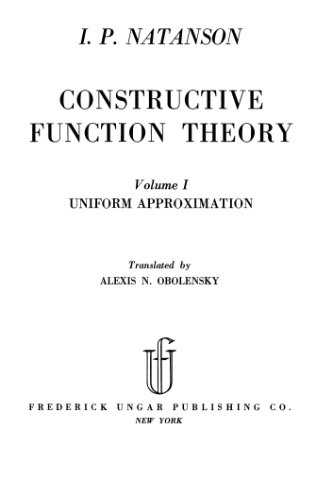 I. P. NATANSON
CONSTRUCTIVE
FUNCTION THEORY
Volume I
UNIFORM APPROXIMATION
Translated by
ALEXIS N. OBOLENSKY
FREDERICK UNGAR PUBLISHING CO.
NEW YORK